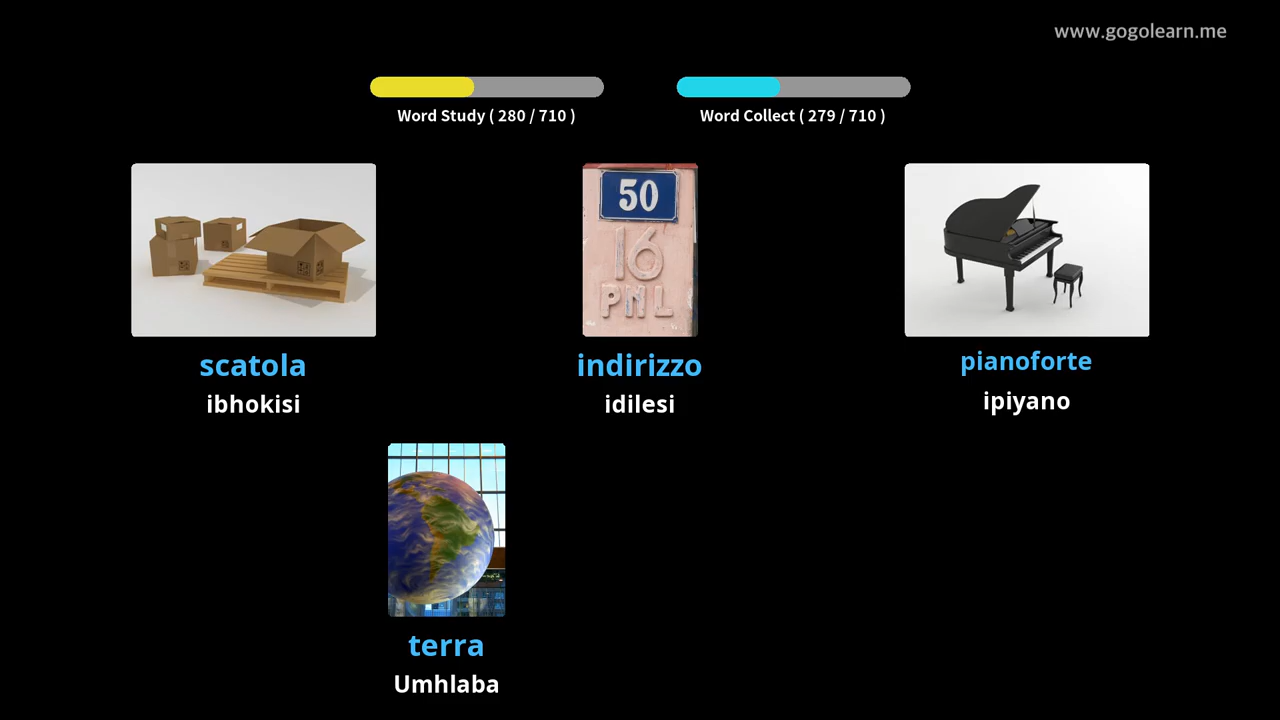 www.gogolearn.me
Word Study ( 280 / 710 )
Word Collect ( 279 / 710 )
50
16
PNL
scatola
ibhokisi
indirizzo
idilesi
pianoforte
ipiyano
terra
Umhlaba